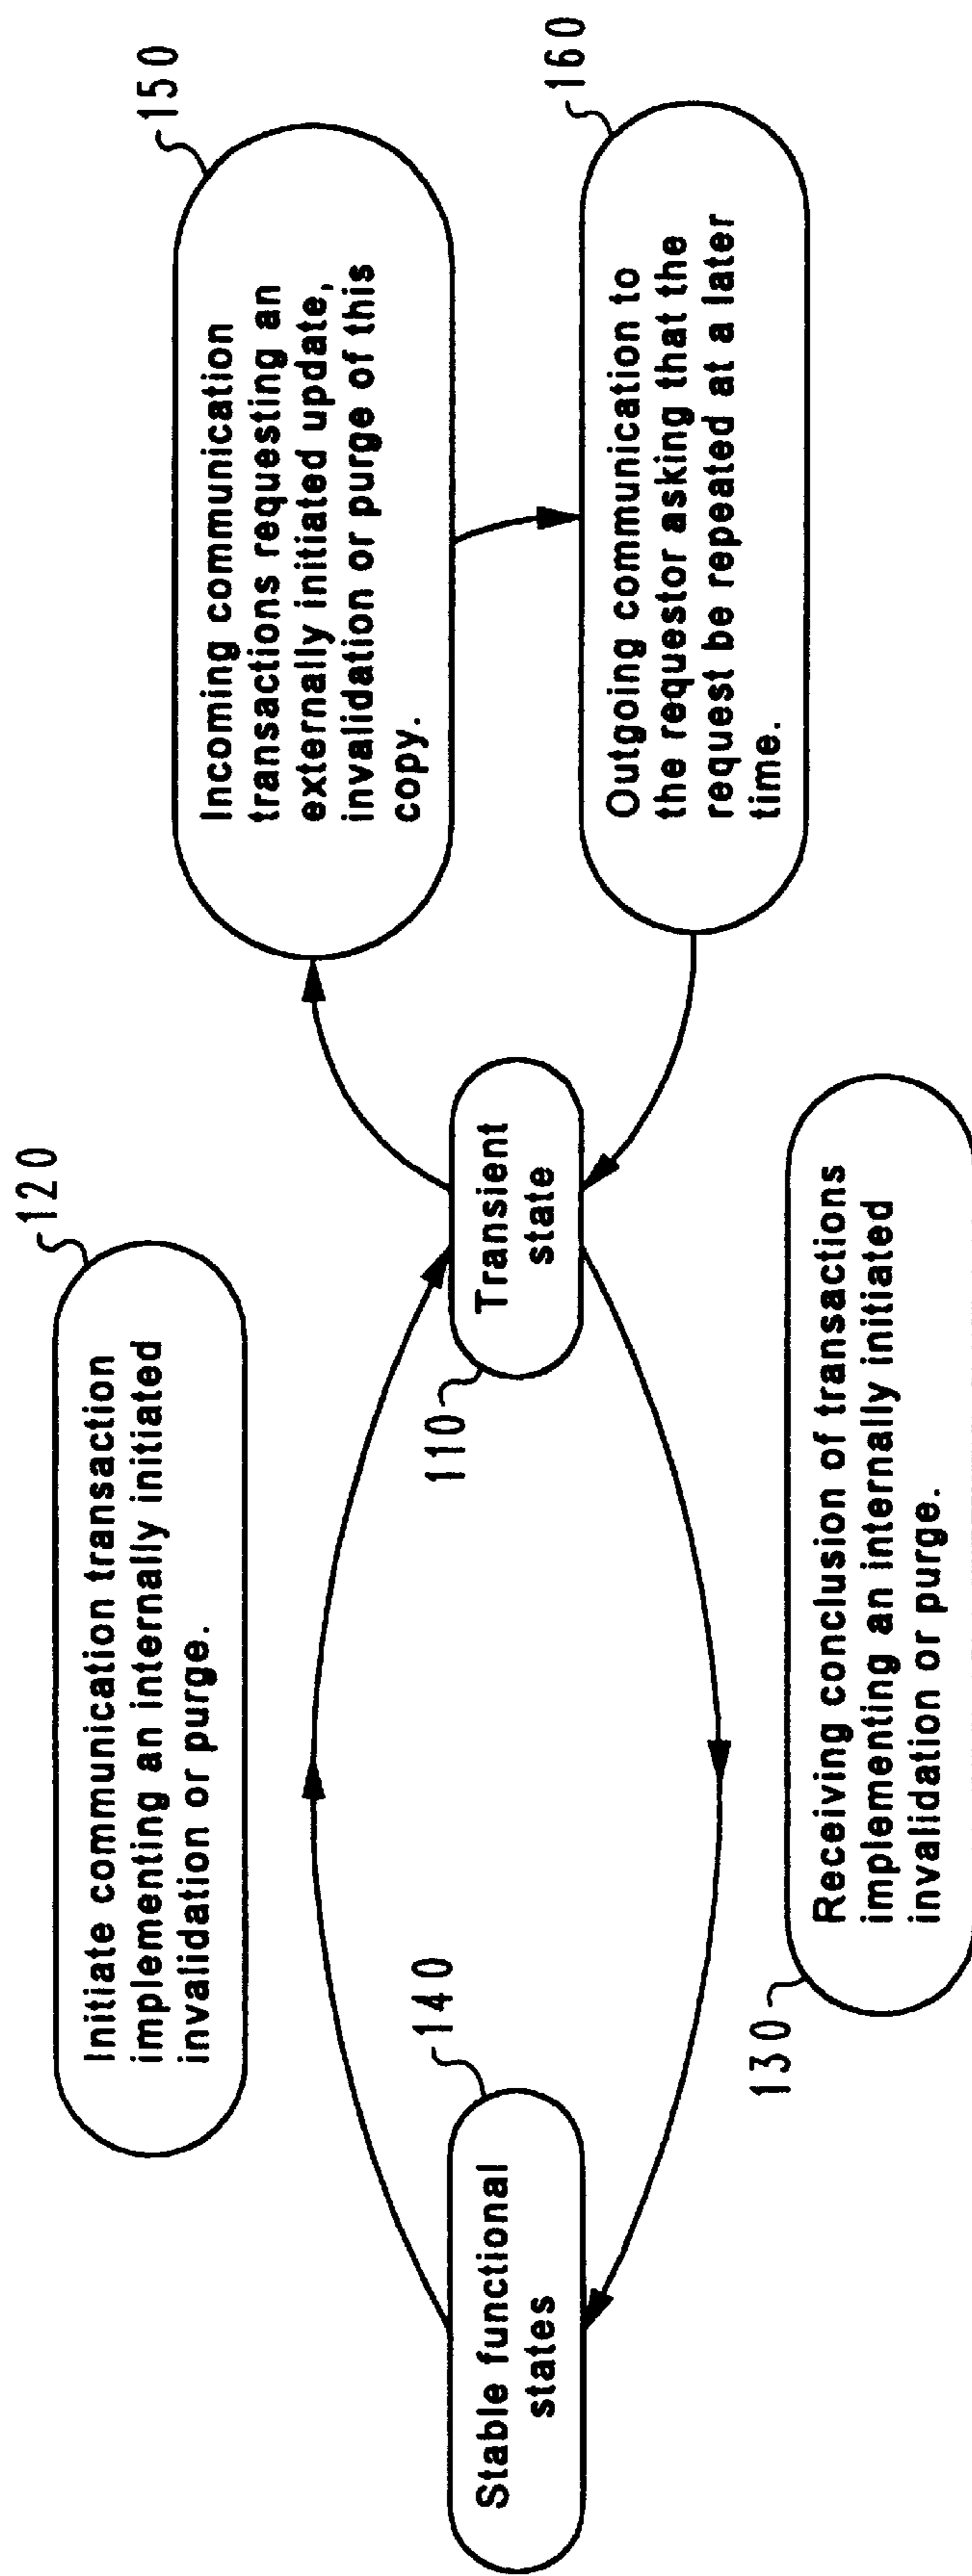 120
Initiate communication transaction
implementing an internally initiated
invalidation or purge.
150
Incoming communication
transactions requesting an
externally initiated update,
invalidation or purge of this
copy.
140
Stable functional
states
110
Transient
state
160
Outgoing communication to
the requestor asking that the
request be repeated at a later
time.
130
Receiving conclusion of transactions
implementing an internally initiated
invalidation or purge.